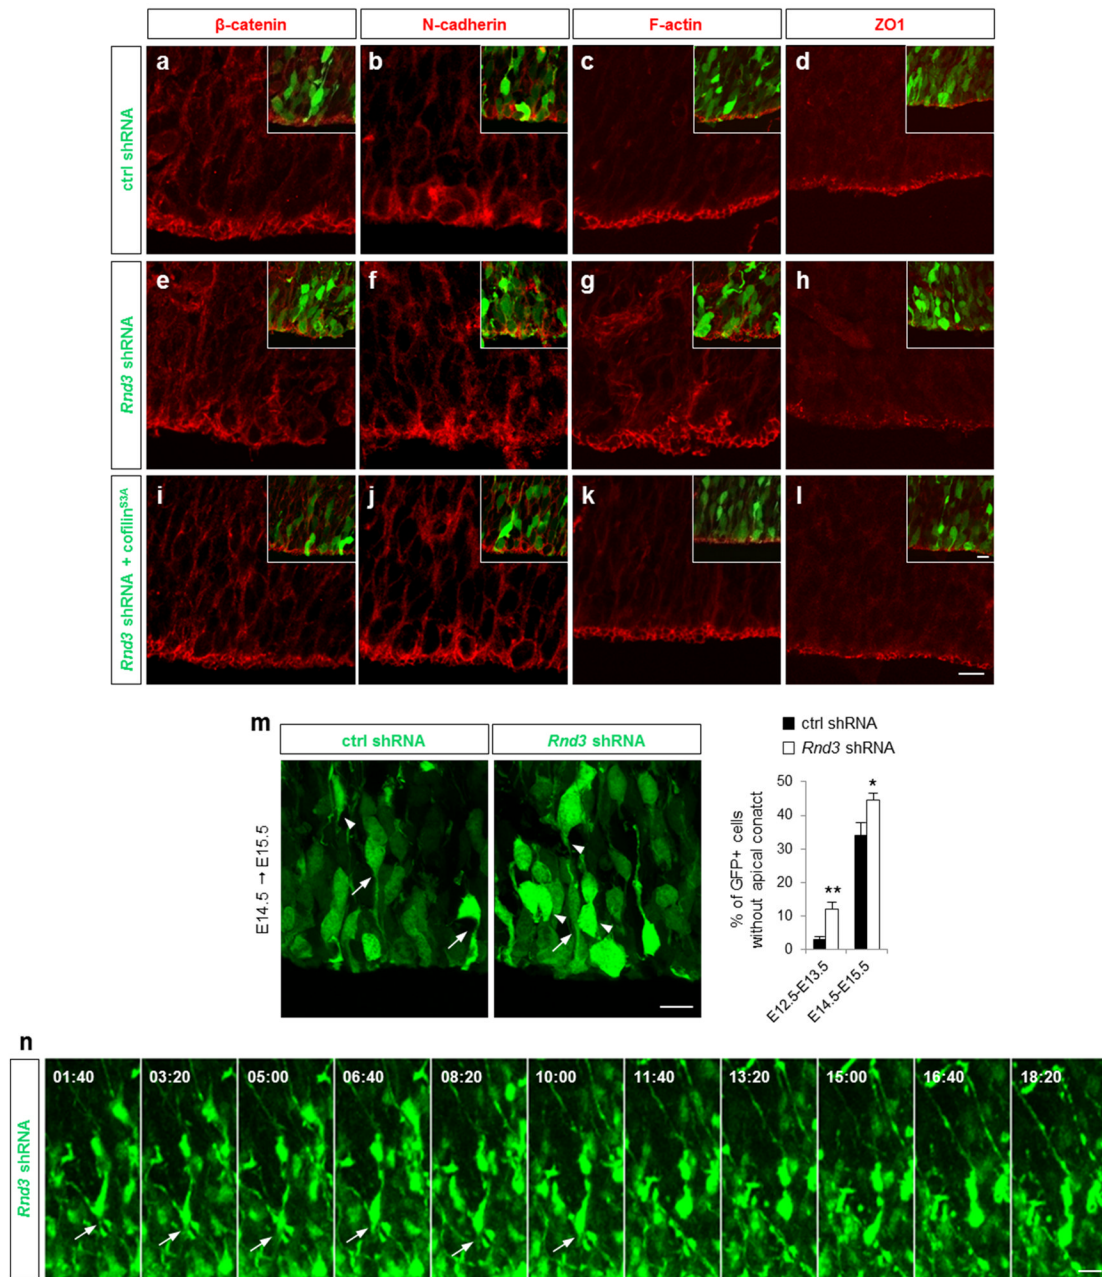 β-catenin
N-cadherin
F-actin
ZO1
ctrl shRNA
a
b
c
d
Rnd3 shRNA
e
f
g
h
Rnd3 shRNA + cofilinS3A
i
j
k
l
m
ctrl shRNA
Rnd3 shRNA
E14.5 → E15.5
ctrl shRNA
Rnd3 shRNA
% of GFP+ cells
without apical conatct
50
40
30
20
10
0
**
*
E12.5-E13.5
E14.5-E15.5
n
Rnd3 shRNA
01:40
03:20
05:00
06:40
08:20
10:00
11:40
13:20
15:00
16:40
18:20